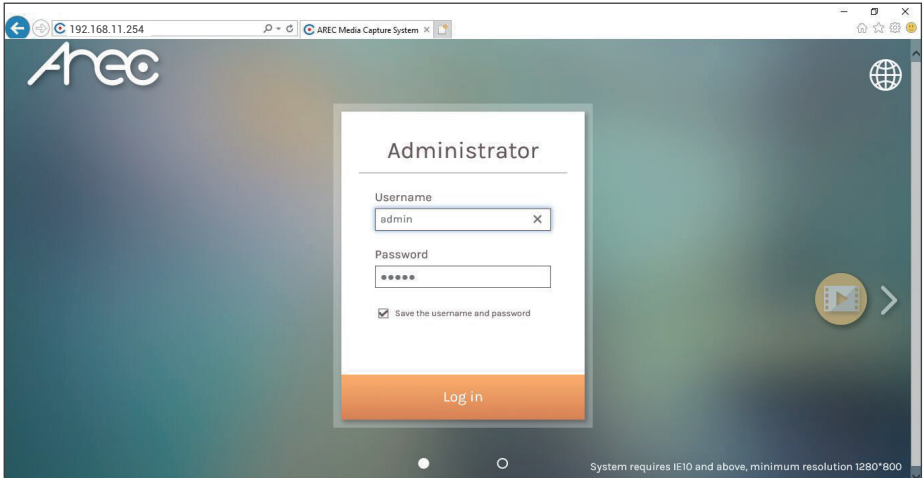 192.168.11.254
AREC Media Capture System
Arec
Administrator
Username
admin
Password
Save the username and password
Log in
System requires IE10 and above, minimum resolution 1280*800